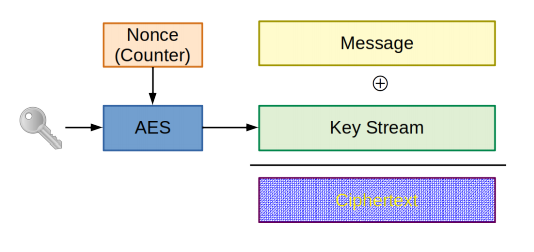 Nonce
(Counter)
Message
⊕
AES
Key Stream
Ciphertext